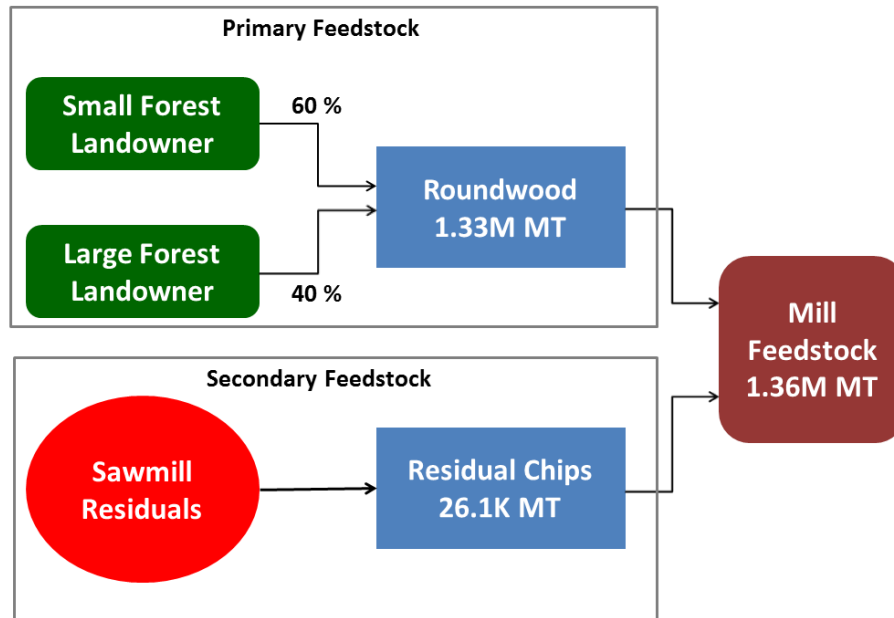 Primary Feedstock
Small Forest
Landowner
60 %
Roundwood
1.33M MT
Large Forest
Landowner
40 %
Mill
Feedstock
1.36M MT
Secondary Feedstock
Sawmill
Residuals
Residual Chips
26.1K MT